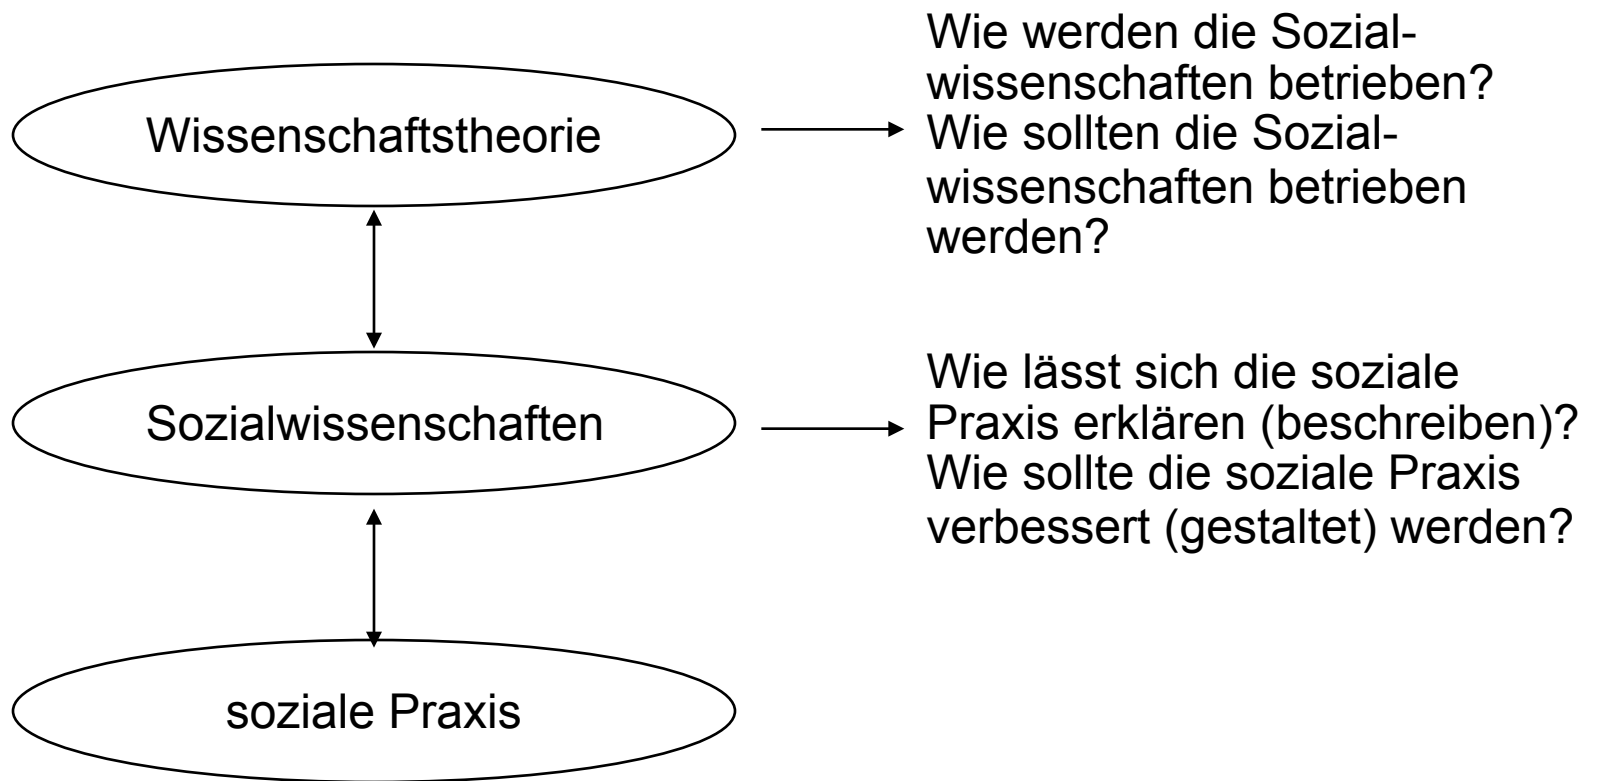 Wissenschaftstheorie
Wie werden die Sozial-
wissenschaften betrieben?
Wie sollten die Sozial-
wissenschaften betrieben
werden?
Sozialwissenschaften
Wie lässt sich die soziale
Praxis erklären (beschreiben)?
Wie sollte die soziale Praxis
verbessert (gestaltet) werden?
soziale Praxis